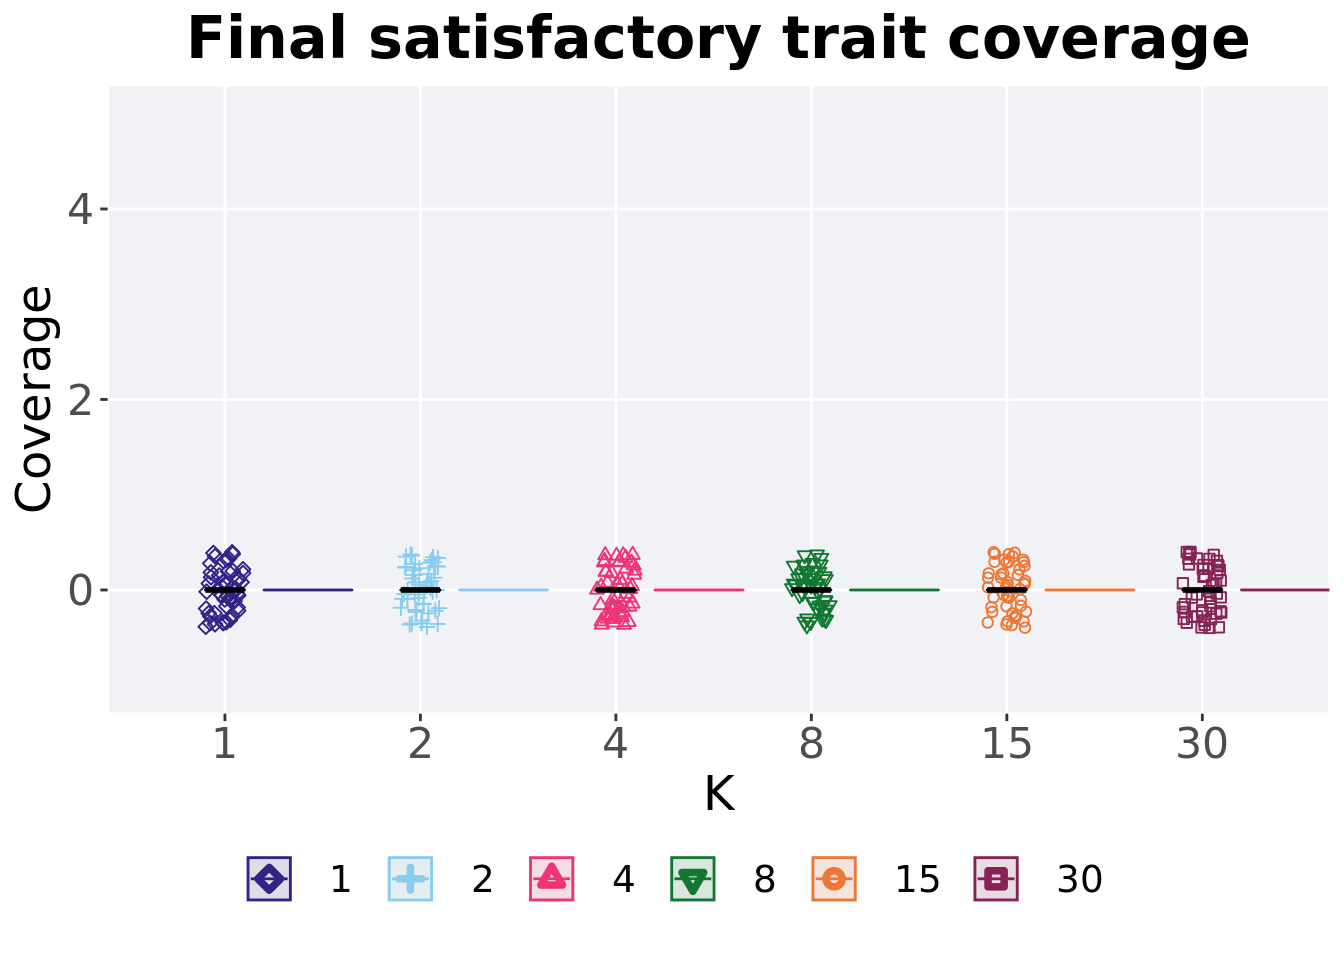 Final satisfactory trait coverage
Coverage
4
2
0
1 2 4 8 15 30
K
1 2 4 8 15 30